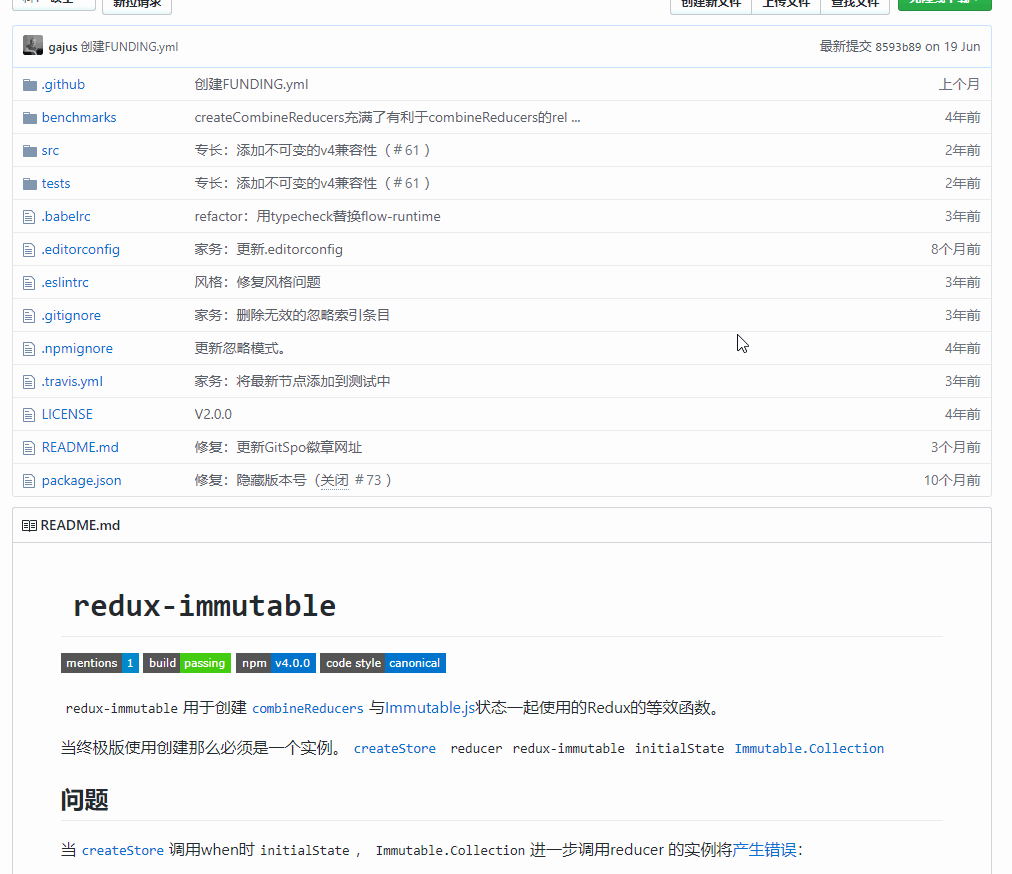 新拉请求 创建新文件 上传文件 查找文件
gajus 创建FUNDING.yml 最新提交 8593b89 on 19 Jun
.github 创建FUNDING.yml 上个月
benchmarks createCombineReducers充满了有利于combineReducers的rel ... 4年前
src 专长：添加不可变的v4兼容性（＃61 ） 2年前
tests 专长：添加不可变的v4兼容性（＃61 ） 2年前
.babelrc refactor：用typecheck替换flow-runtime 3年前
.editorconfig 家务：更新.editorconfig 8个月前
.eslintrc 风格：修复风格问题 3年前
.gitignore 家务：删除无效的忽略索引条目 3年前
.npmignore 更新忽略模式。 4年前
.travis.yml 家务：将最新节点添加到测试中 3年前
LICENSE V2.0.0 4年前
README.md 修复：更新GitSpo徽章网址 3个月前
package.json 修复：隐藏版本号（关闭 ＃73 ） 10个月前
README.md
redux-immutable
mentions 1 build passing npm v4.0.0 code style canonical
redux-immutable 用于创建 combineReducers 与Immutable.js状态一起使用的Redux的等效函数。
当终极版使用创建那么必须是一个实例。 createStore reducer redux-immutable initialState Immutable.Collection
问题
当 createStore 调用when时 initialState ， Immutable.Collection 进一步调用reducer 的实例将产生错误：